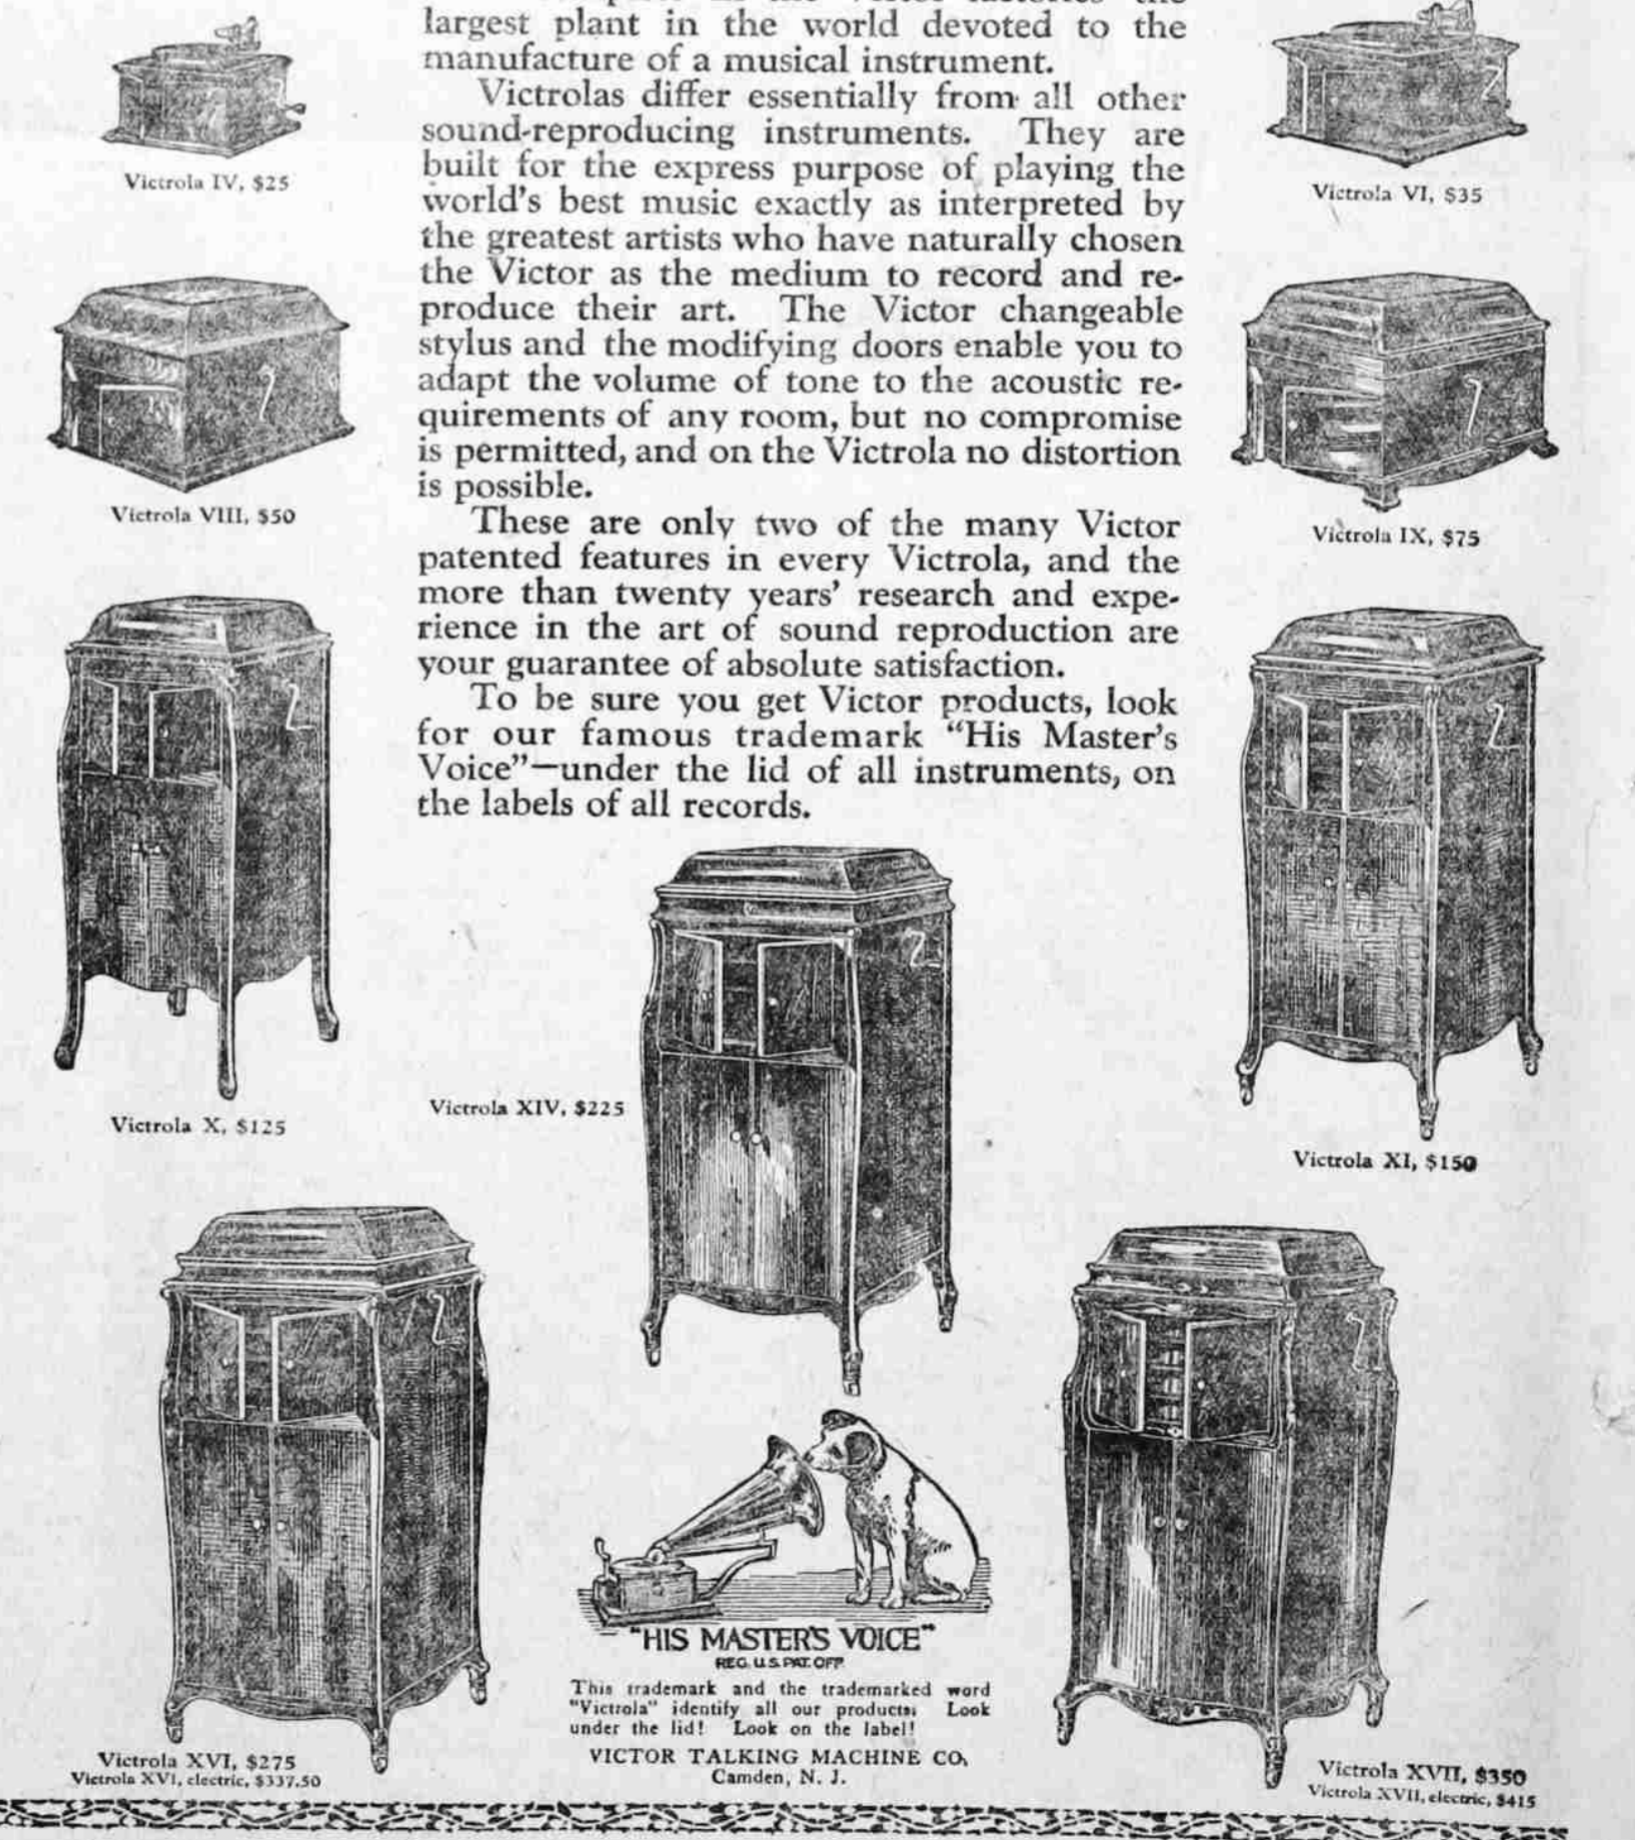 largest plant in the world devoted to the
manufacture of a musical instrument.
Victrolas differ essentially from all other
sound-reproducing instruments. They are
built for the express purpose of playing the
world's best music exactly as interpreted by
the greatest artists who have naturally chosen
the Victor as the medium to record and re-
produce their art. The Victor changeable
stylus and the modifying doors enable you to
adapt the volume of tone to the acoustic re-
quirements of any room, but no compromise
is permitted, and on the Victrola no distortion
is possible.
These are only two of the many Victor
patented features in every Victrola, and the
more than twenty years' research and expe-
rience in the art of sound reproduction are
your guarantee of absolute satisfaction.
To be sure you get Victor products, look
for our famous trademark "His Master's
Voice"—under the lid of all instruments, on
the labels of all records.
Victrola IV, $25
Victrola VI, $35
Victrola VIII, $50
Victrola IX, $75
Victrola X, $125
Victrola XIV, $225
Victrola XI, $150
"HIS MASTER'S VOICE"
REG. U.S. PAT. OFF.
This trademark and the trademarked word
"Victrola" identify all our products. Look
under the lid! Look on the label!
VICTOR TALKING MACHINE CO.
Camden, N. J.
Victrola XVI, $275
Victrola XVI, electric, $337.50
Victrola XVII, $350
Victrola XVII, electric, $415